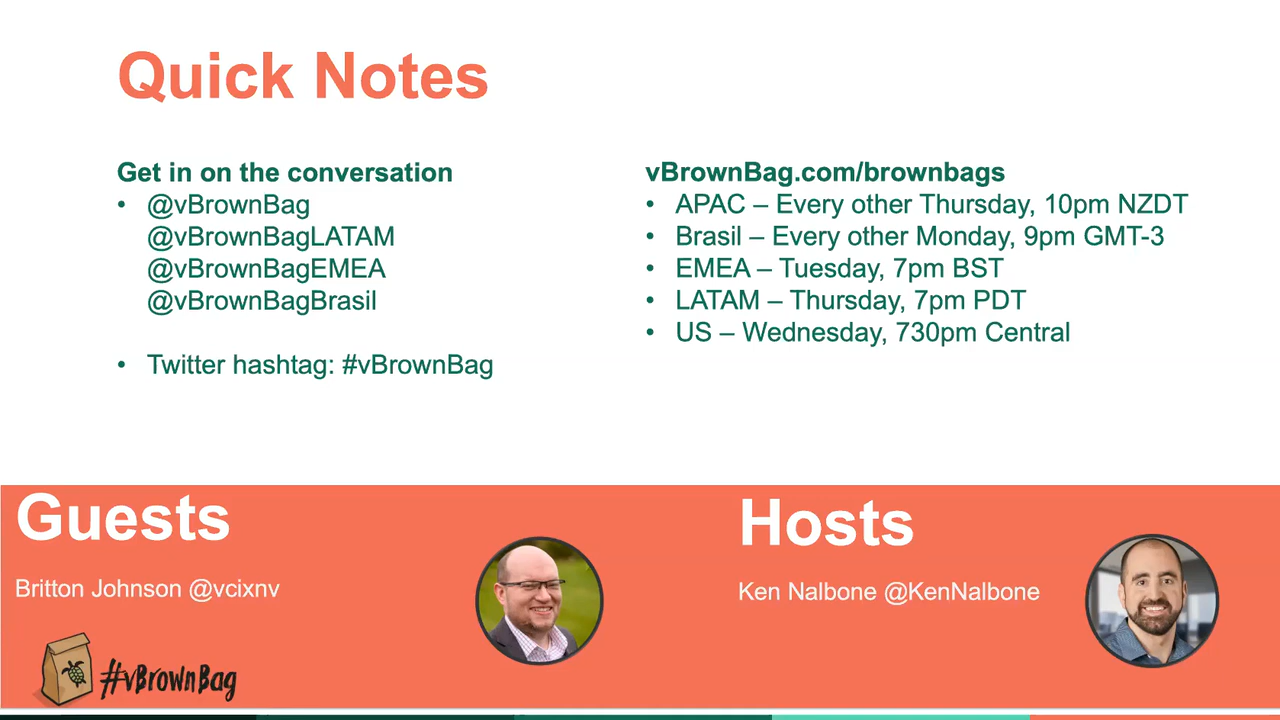 Quick Notes
Get in on the conversation
• @vBrownBag
@vBrownBagLATAM
@vBrownBagEMEA
@vBrownBagBrasil
• Twitter hashtag: #vBrownBag
vBrownBag.com/brownbags
• APAC – Every other Thursday, 10pm NZDT
• Brasil – Every other Monday, 9pm GMT-3
• EMEA – Tuesday, 7pm BST
• LATAM – Thursday, 7pm PDT
• US – Wednesday, 730pm Central
Guests
Britton Johnson @vcixnv
#vBrownBag
Hosts
Ken Nalbone @KenNalbone